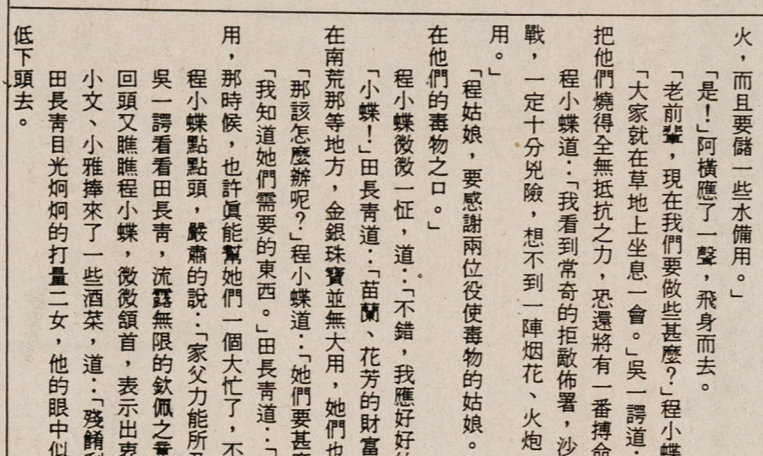 火，而且要儲一些水備用。」
「是！」阿橫應了一聲，飛身而去。
「老前輩，現在我們要做些甚麼？」程小蝶
「大家就在草地上坐息一會。」吳一諤道：
把他們燒得全無抵抗之力，恐還將有一番搏命
程小蝶道：「我看到常奇的拒敵佈署，沙
戰，一定十分兇險，想不到一陣烟花、火炮
用。」
「程姑娘，要感謝兩位役使毒物的姑娘。
在他們的毒物之口。」
程小蝶微微一怔，道：「不錯，我應好好的
「小蝶！」田長青道：「苗蘭、花芳的財富
在南荒那等地方，金銀珠寶並無大用，她們也
「那該怎麼辦呢？」程小蝶道：「她們要甚麼
「我知道她們需要的東西。」田長青道：「
用，那時候，也許眞能幫她們一個大忙了，不
程小蝶點點頭，嚴肅的說：「家父力能所及
吳一諤看看田長青，流露無限的欽佩之意
回頭又瞧瞧程小蝶，微微頷首，表示出衷
小文、小雅捧來了一些酒菜，道：「殘餚剩
田長青目光炯炯的打量二女，他的眼中似
低下頭去。